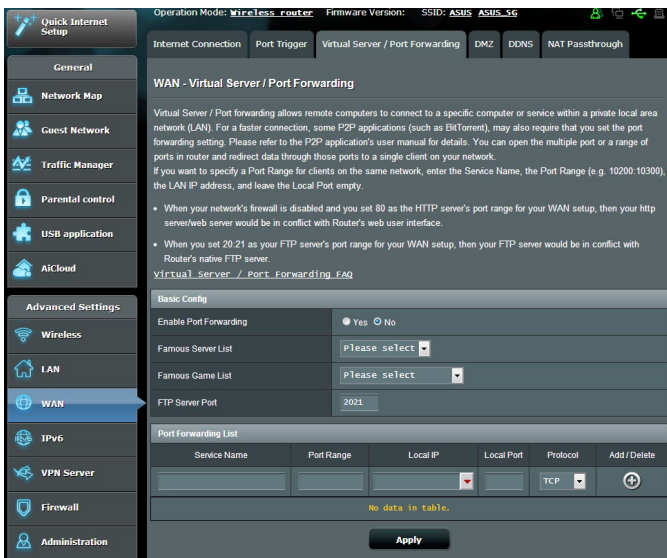 Quick Internet
Setup
General
Network Map
Guest Network
Traffic Manager
Parental control
USB application
AiCloud
Advanced Settings
Wireless
LAN
WAN
IPv6
VPN Server
Firewall
Administration
Operation Mode: Wireless router Firmware Version: SSID: ASUS ASUS_5G
Internet Connection Port Trigger Virtual Server / Port Forwarding DMZ DDNS NAT Passthrough
WAN - Virtual Server / Port Forwarding
Virtual Server / Port forwarding allows remote computers to connect to a specific computer or service within a private local area
network (LAN). For a faster connection, some P2P applications (such as BitTorrent), may also require that you set the port
forwarding setting. Please refer to the P2P application's user manual for details. You can open the multiple port or a range of
ports in router and redirect data through those ports to a single client on your network.
If you want to specify a Port Range for clients on the same network, enter the Service Name, the Port Range (e.g. 10200:10300),
the LAN IP address, and leave the Local Port empty.
• When your network's firewall is disabled and you set 80 as the HTTP server's port range for your WAN setup, then your http
server/web server would be in conflict with Router's web user interface.
• When you set 20:21 as your FTP server's port range for your WAN setup, then your FTP server would be in conflict with
Router's native FTP server.
Virtual Server / Port Forwarding FAQ
Basic Config
Enable Port Forwarding Yes No
Famous Server List Please select
Famous Game List Please select
FTP Server Port 2021
Port Forwarding List
Service Name Port Range Local IP Local Port Protocol Add / Delete
TCP
No data in table.
Apply